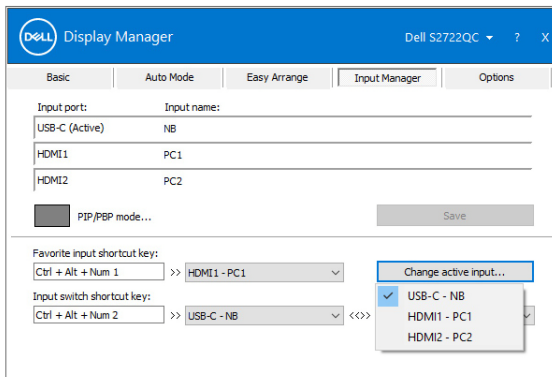 DELL Display Manager Dell S2722QC ? X
Basic Auto Mode Easy Arrange Input Manager Options
Input port: Input name:
USB-C (Active) NB
HDMI1 PC1
HDMI2 PC2
PIP/PBP mode... Save
Favorite input shortcut key:
Ctrl + Alt + Num 1 >> HDMI1 - PC1 Change active input...
Input switch shortcut key:
Ctrl + Alt + Num 2 >> USB-C - NB <<>>
USB-C - NB
HDMI1 - PC1
HDMI2 - PC2